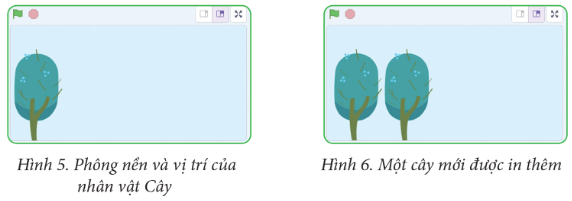 Hình 5. Phông nền và vị trí của
nhân vật Cây
Hình 6. Một cây mới được in thêm